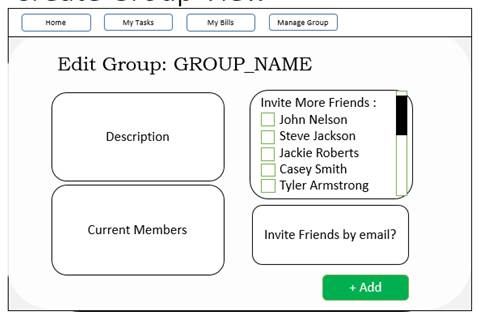 Home My Tasks My Bills Manage Group
Edit Group: GROUP_NAME
Description
Current Members
Invite More Friends :
John Nelson
Steve Jackson
Jackie Roberts
Casey Smith
Tyler Armstrong
Invite Friends by email?
+ Add